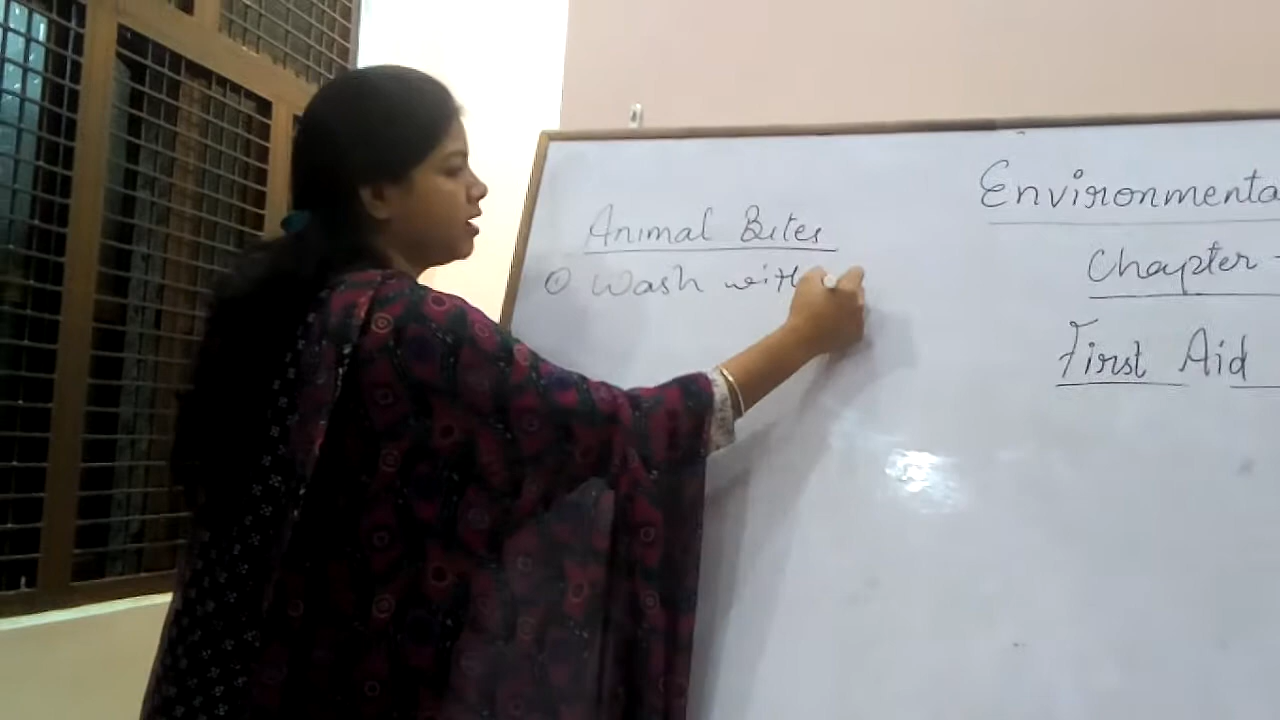 Animal Bites
① Wash with
Environmenta
Chapter -
First Aid